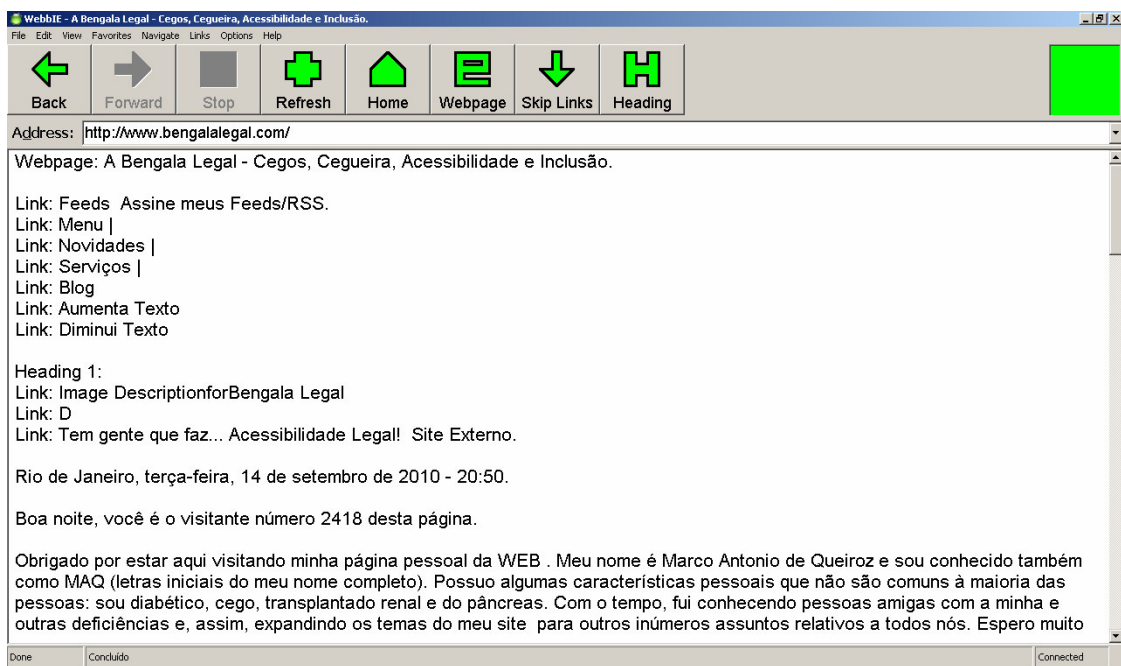 WebbIE - A Bengala Legal - Cegos, Cegueira, Acessibilidade e Inclusão.
File Edit View Favorites Navigate Links Options Help
Back Forward Stop Refresh Home Webpage Skip Links Heading
Address: http://www.bengalalegal.com/
Webpage: A Bengala Legal - Cegos, Cegueira, Acessibilidade e Inclusão.
Link: Feeds Assine meus Feeds/RSS.
Link: Menu |
Link: Novidades |
Link: Serviços |
Link: Blog
Link: Aumenta Texto
Link: Diminui Texto
Heading 1:
Link: Image DescriptionforBengala Legal
Link: D
Link: Tem gente que faz... Acessibilidade Legal! Site Externo.
Rio de Janeiro, terça-feira, 14 de setembro de 2010 - 20:50.
Boa noite, você é o visitante número 2418 desta página.
Obrigado por estar aqui visitando minha página pessoal da WEB . Meu nome é Marco Antonio de Queiroz e sou conhecido também
como MAQ (letras iniciais do meu nome completo). Possuo algumas características pessoais que não são comuns à maioria das
pessoas: sou diabético, cego, transplantado renal e do pâncreas. Com o tempo, fui conhecendo pessoas amigas com a minha e
outras deficiências e, assim, expandindo os temas do meu site para outros inúmeros assuntos relativos a todos nós. Espero muito
Done Concluído Connected